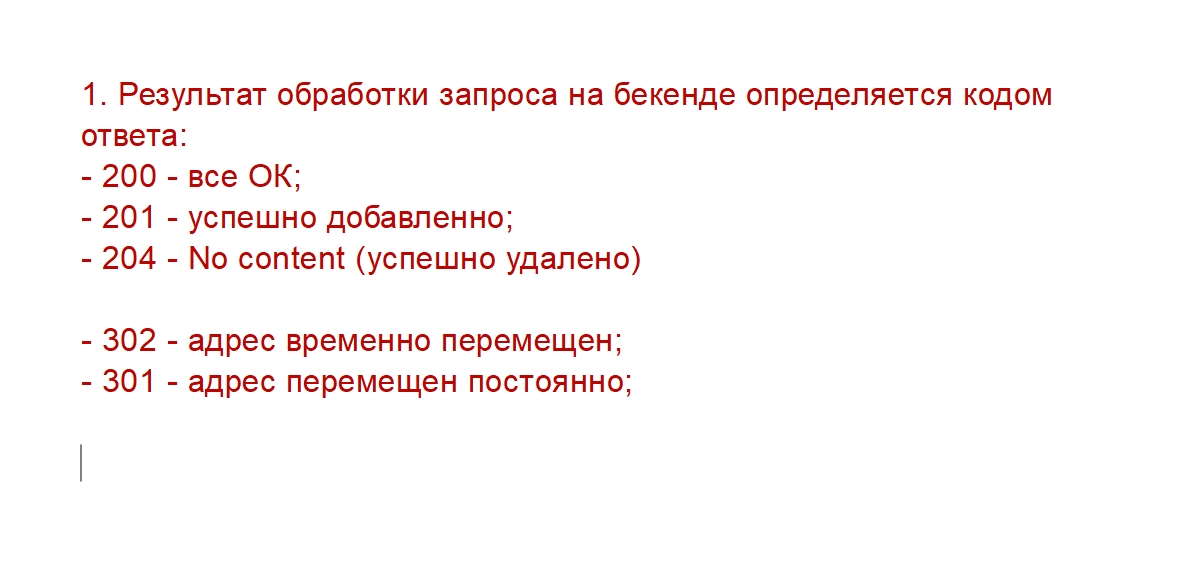 1. Результат обработки запроса на бекенде определяется кодом
ответа:
- 200 - все ОК;
- 201 - успешно добавленно;
- 204 - No content (успешно удалено)
- 302 - адрес временно перемещен;
- 301 - адрес перемещен постоянно;